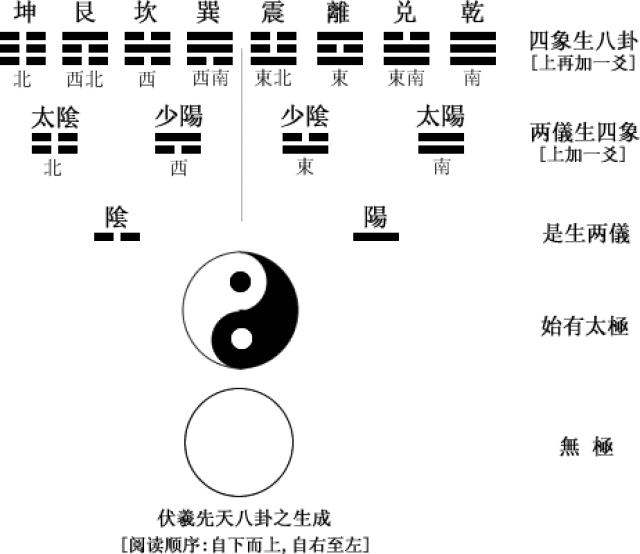 坤 艮 坎 巽 震 離 兑 乾
四象生八卦
[上再加一爻]
北 西北 西 西南 東北 東 東南 南
太陰 少陽 少陰 太陽
两儀生四象
[上加一爻]
北 西 東 南
陰 陽
是生两儀
始有太極
無極
伏羲先天八卦之生成
[阅读顺序:自下而上,自右至左]